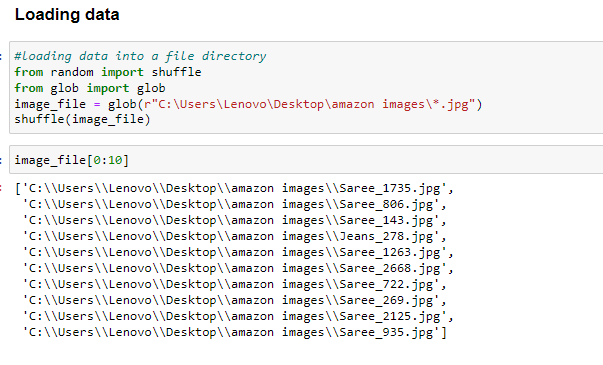 Loading data
#loading data into a file directory
from random import shuffle
from glob import glob
image_file = glob(r"C:\Users\Lenovo\Desktop\amazon images\*.jpg")
shuffle(image_file)
image_file[0:10]
['C:\\Users\\Lenovo\\Desktop\\amazon images\\Saree_1735.jpg',
 'C:\\Users\\Lenovo\\Desktop\\amazon images\\Saree_806.jpg',
 'C:\\Users\\Lenovo\\Desktop\\amazon images\\Saree_143.jpg',
 'C:\\Users\\Lenovo\\Desktop\\amazon images\\Jeans_278.jpg',
 'C:\\Users\\Lenovo\\Desktop\\amazon images\\Saree_1263.jpg',
 'C:\\Users\\Lenovo\\Desktop\\amazon images\\Saree_2668.jpg',
 'C:\\Users\\Lenovo\\Desktop\\amazon images\\Saree_722.jpg',
 'C:\\Users\\Lenovo\\Desktop\\amazon images\\Saree_269.jpg',
 'C:\\Users\\Lenovo\\Desktop\\amazon images\\Saree_2125.jpg',
 'C:\\Users\\Lenovo\\Desktop\\amazon images\\Saree_935.jpg']